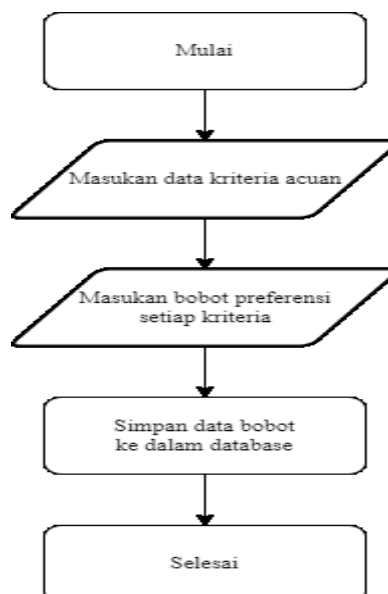 Mulai
Masukan data kriteria acuan
Masukan bobot preferensi
setiap kriteria
Simpan data bobot
ke dalam database
Selesai